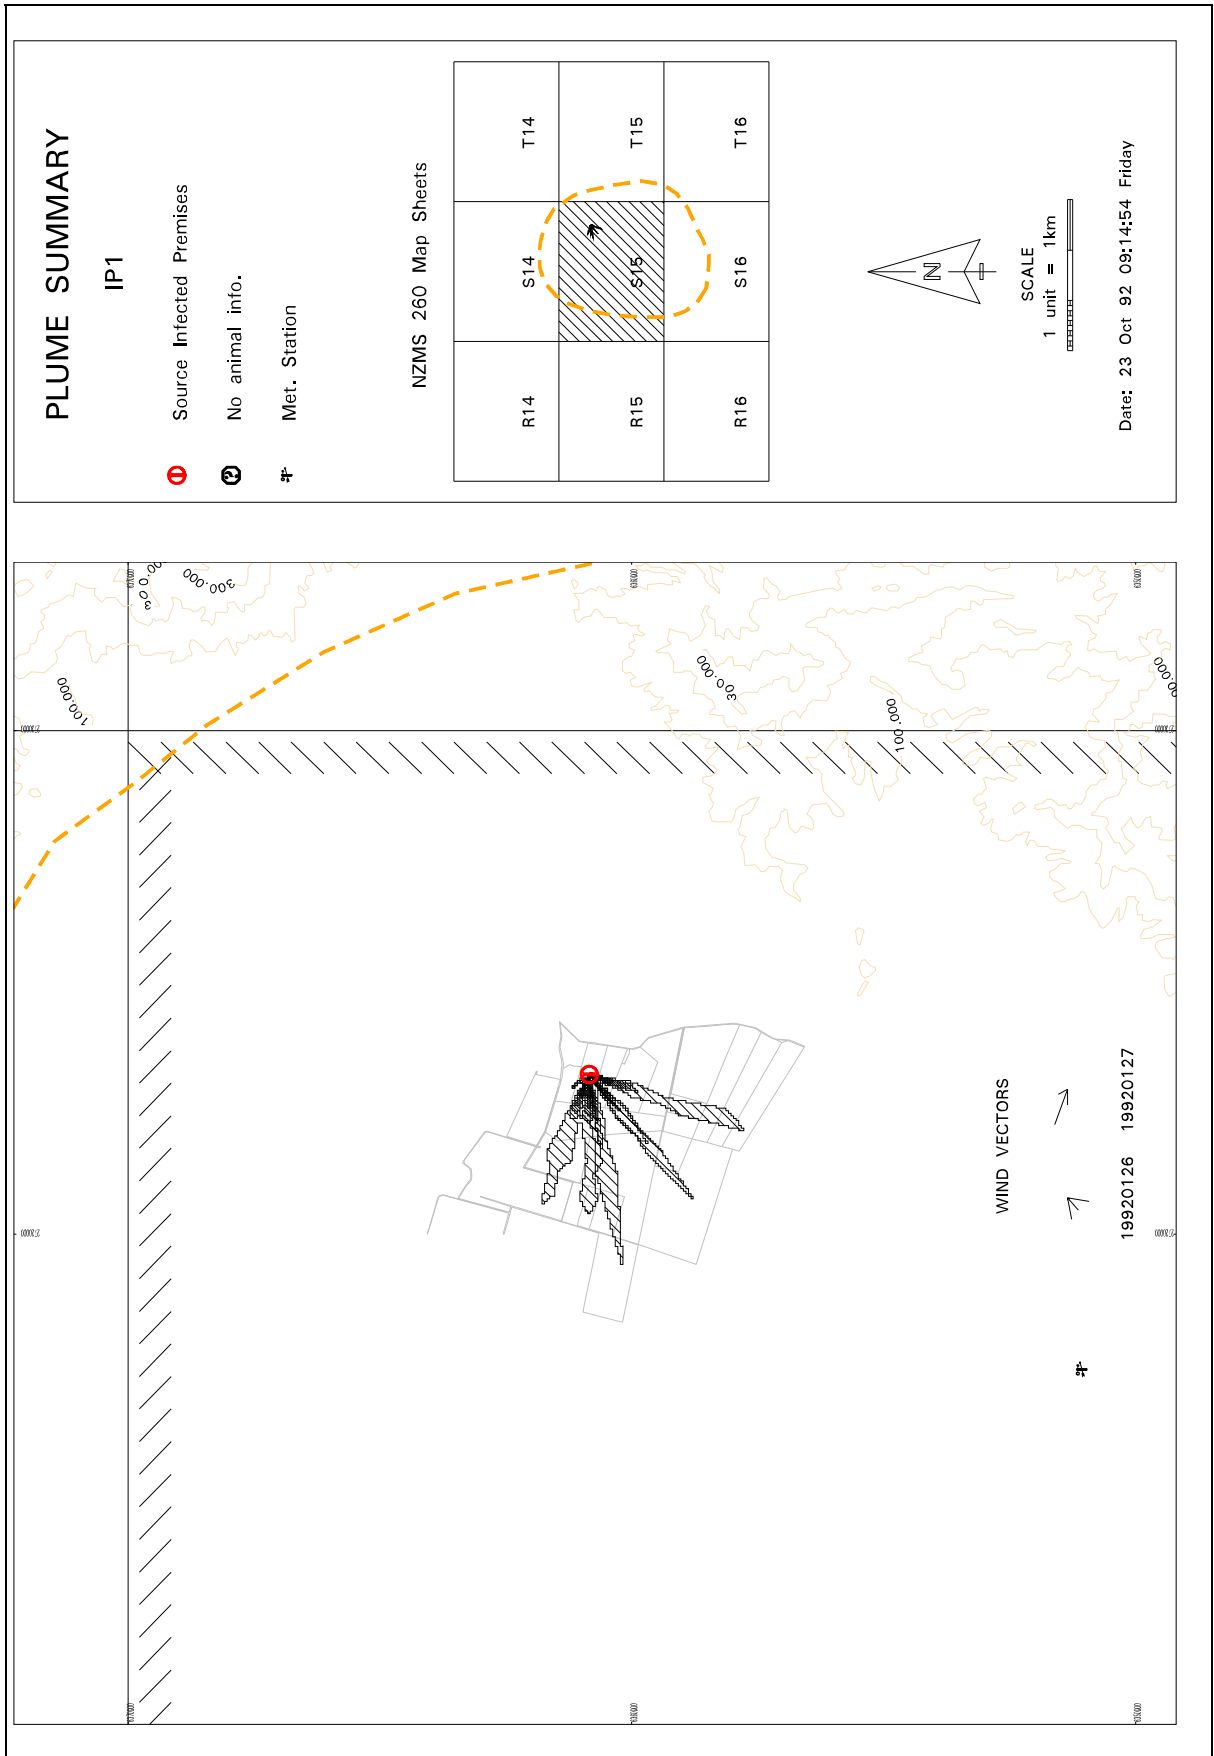 PLUME SUMMARY
IP1
Source Infected Premises
No animal info.
Met. Station
NZMS 260 Map Sheets
R14 S14 T14
R15 S15 T15
R16 S16 T16
N
SCALE
1 unit = 1km
Date: 23 Oct 92 09:14:54 Friday
300.000
100.000
300.000
100.000
WIND VECTORS
19920126 19920127